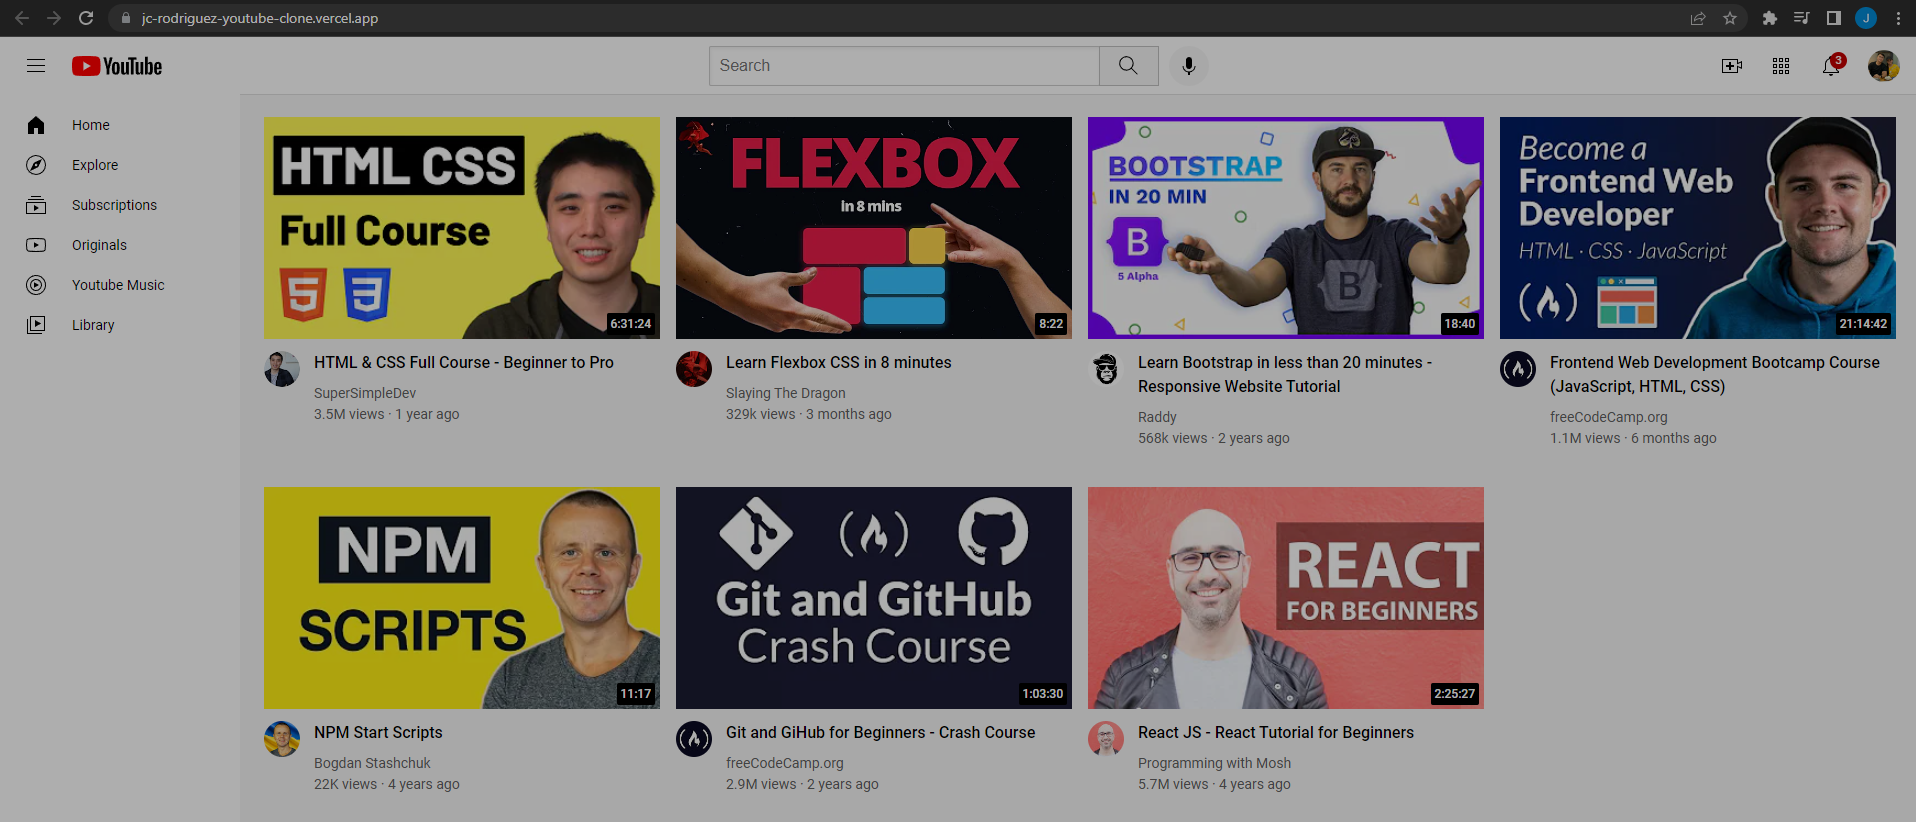 jc-rodriguez-youtube-clone.vercel.app
J
YouTube
Search
3
Home
Explore
Subscriptions
Originals
Youtube Music
Library
HTML CSS
Full Course
5
3
6:31:24
HTML & CSS Full Course - Beginner to Pro
SuperSimpleDev
3.5M views · 1 year ago
FLEXBOX
in 8 mins
8:22
Learn Flexbox CSS in 8 minutes
Slaying The Dragon
329k views · 3 months ago
BOOTSTRAP
IN 20 MIN
B
5 Alpha
B
18:40
Learn Bootstrap in less than 20 minutes -
Responsive Website Tutorial
Raddy
568k views · 2 years ago
Become a
Frontend Web
Developer
HTML · CSS · JavaScript
21:14:42
Frontend Web Development Bootcamp Course
(JavaScript, HTML, CSS)
freeCodeCamp.org
1.1M views · 6 months ago
NPM
SCRIPTS
11:17
NPM Start Scripts
Bogdan Stashchuk
22K views · 4 years ago
Git and GitHub
Crash Course
1:03:30
Git and GiHub for Beginners - Crash Course
freeCodeCamp.org
2.9M views · 2 years ago
REACT
FOR BEGINNERS
2:25:27
React JS - React Tutorial for Beginners
Programming with Mosh
5.7M views · 4 years ago